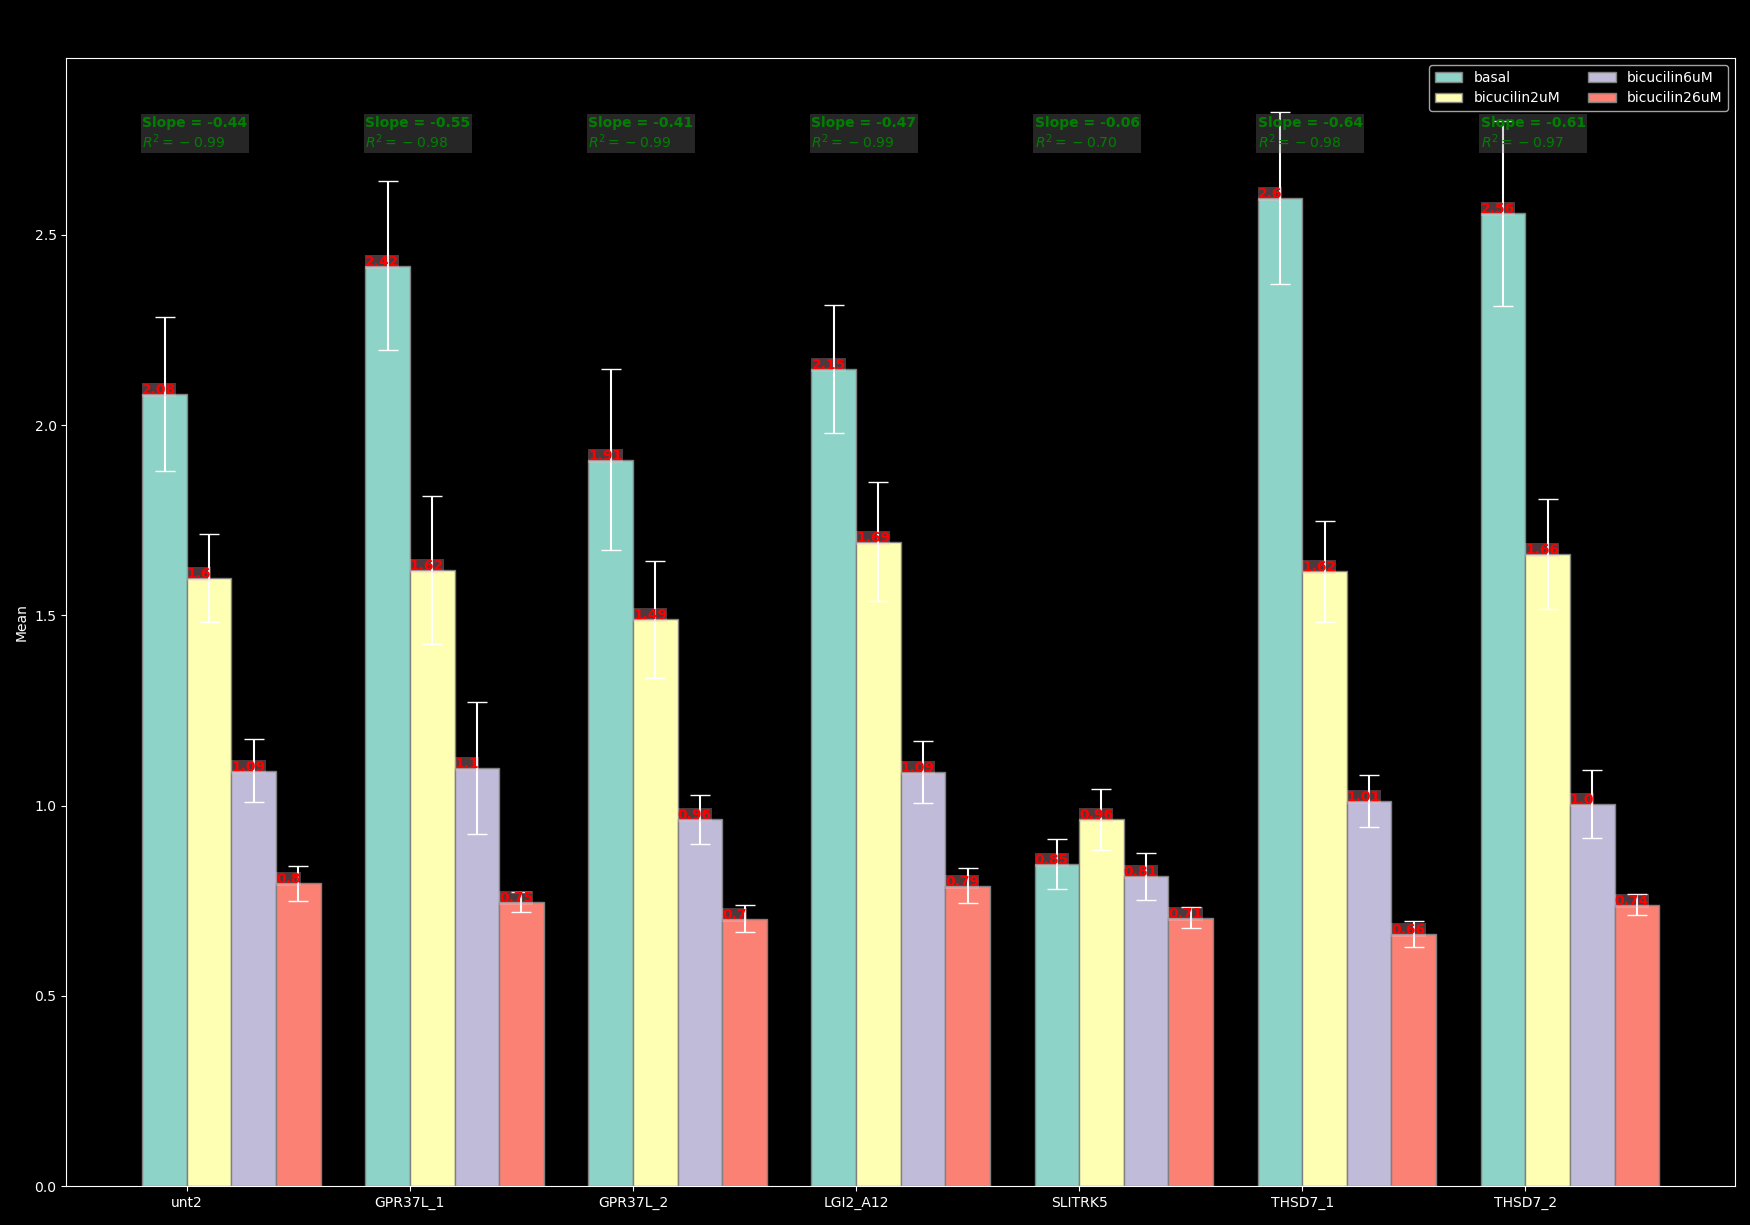 basal
bicucilin2uM
bicucilin6uM
bicucilin26uM
Slope = -0.44
R² = −0.99
Slope = -0.55
R² = −0.98
Slope = -0.41
R² = −0.99
Slope = -0.47
R² = −0.99
Slope = -0.06
R² = −0.70
Slope = -0.64
R² = −0.98
Slope = -0.61
R² = −0.97
Mean
2.5
2.0
1.5
1.0
0.5
0.0
2.08
1.6
1.09
0.8
2.42
1.62
1.1
0.75
1.91
1.49
0.96
0.7
2.15
1.69
1.09
0.79
0.85
0.96
0.81
0.71
2.6
1.62
1.01
0.66
2.56
1.66
1.0
0.74
unt2
GPR37L_1
GPR37L_2
LGI2_A12
SLITRK5
THSD7_1
THSD7_2